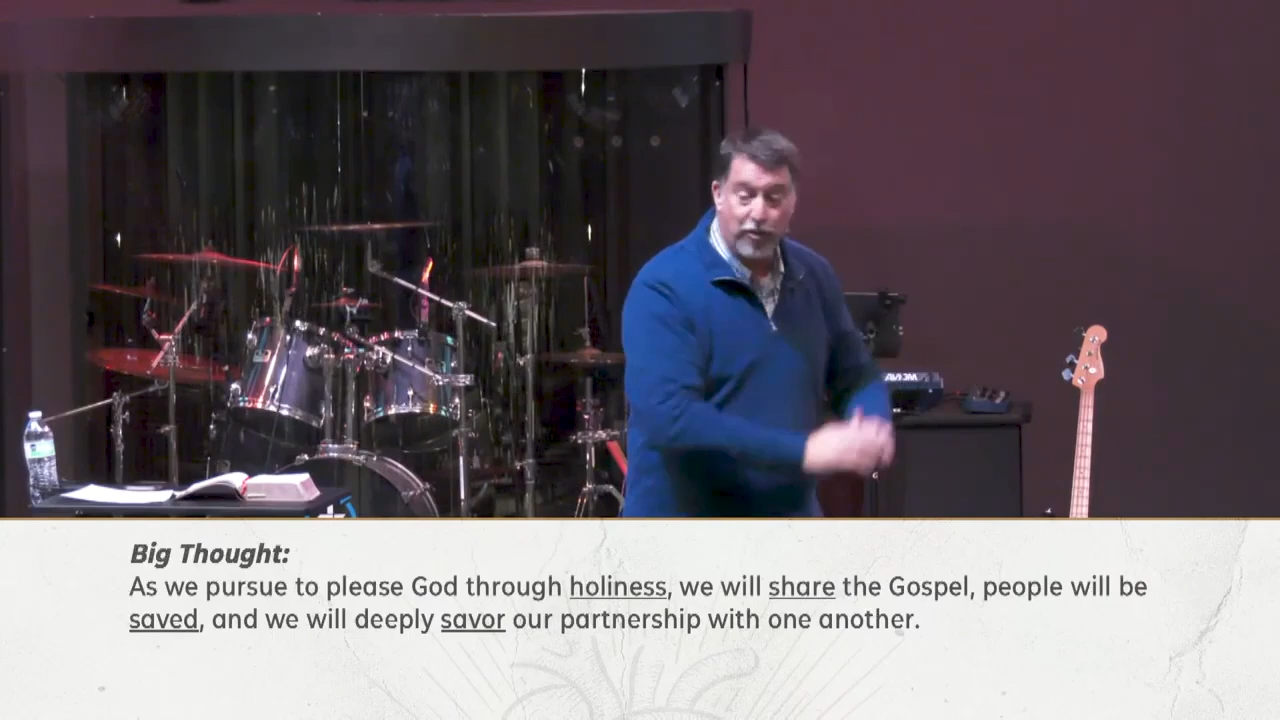 AVIOM
Big Thought:
As we pursue to please God through holiness, we will share the Gospel, people will be
saved, and we will deeply savor our partnership with one another.